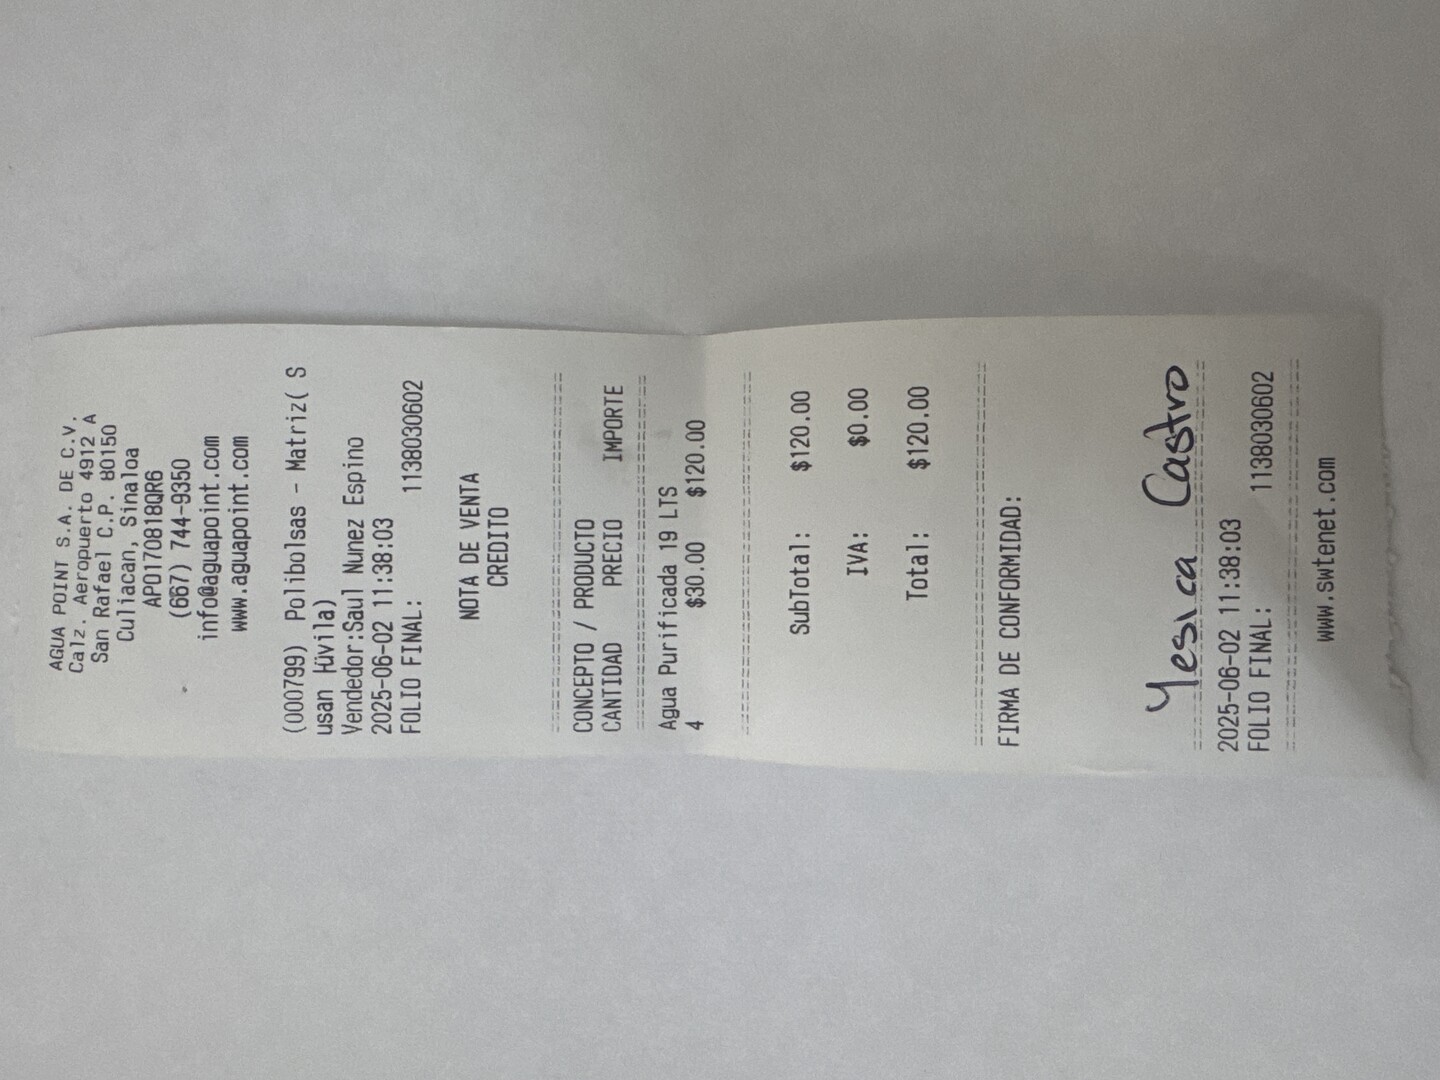 AGUA POINT S.A. DE C.V.
Calz. Aeropuerto 4912 A
San Rafael C.P. 80150
Culiacan, Sinaloa
APO170818QR6
(667) 744-9350
info@aguapoint.com
www.aguapoint.com
(000799) Polibolsas - Matriz( S
usan
Vendedor:Saul Nunez Espino
2025-06-02 11:38:03
FOLIO FINAL: 1138030602
NOTA DE VENTA
CREDITO
CONCEPTO / PRODUCTO
CANTIDAD PRECIO IMPORTE
Agua Purificada 19 LTS
4 $30.00 $120.00
SubTotal: $120.00
IVA: $0.00
Total: $120.00
FIRMA DE CONFORMIDAD:
Yesica Castro
2025-06-02 11:38:03
FOLIO FINAL: 1138030602
www.swtenet.com